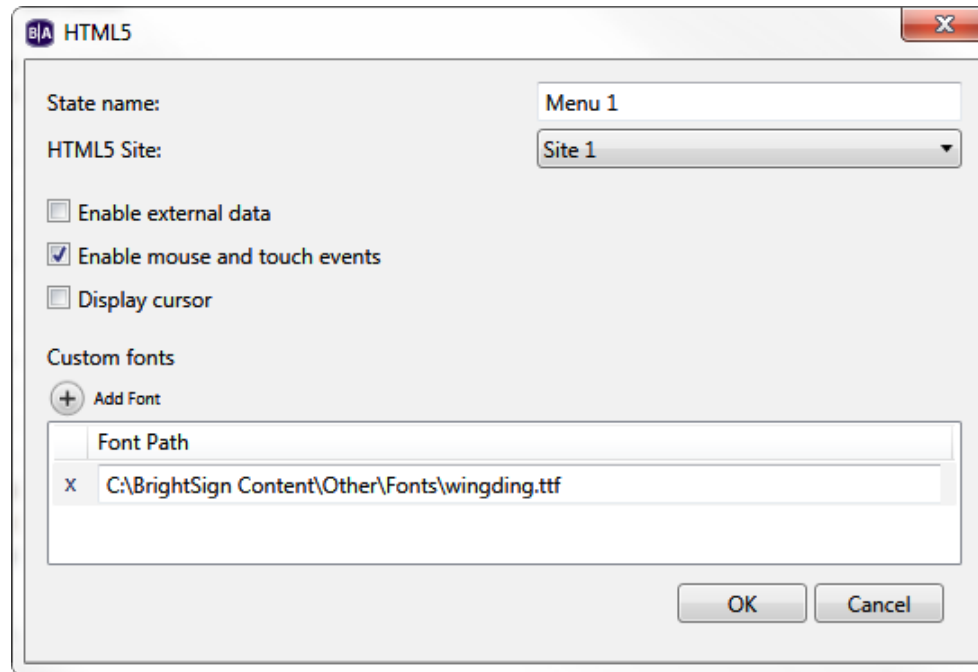 B|A HTML5
State name: Menu 1
HTML5 Site: Site 1
Enable external data
Enable mouse and touch events
Display cursor
Custom fonts
+ Add Font
Font Path
x C:\BrightSign Content\Other\Fonts\wingding.ttf
OK Cancel